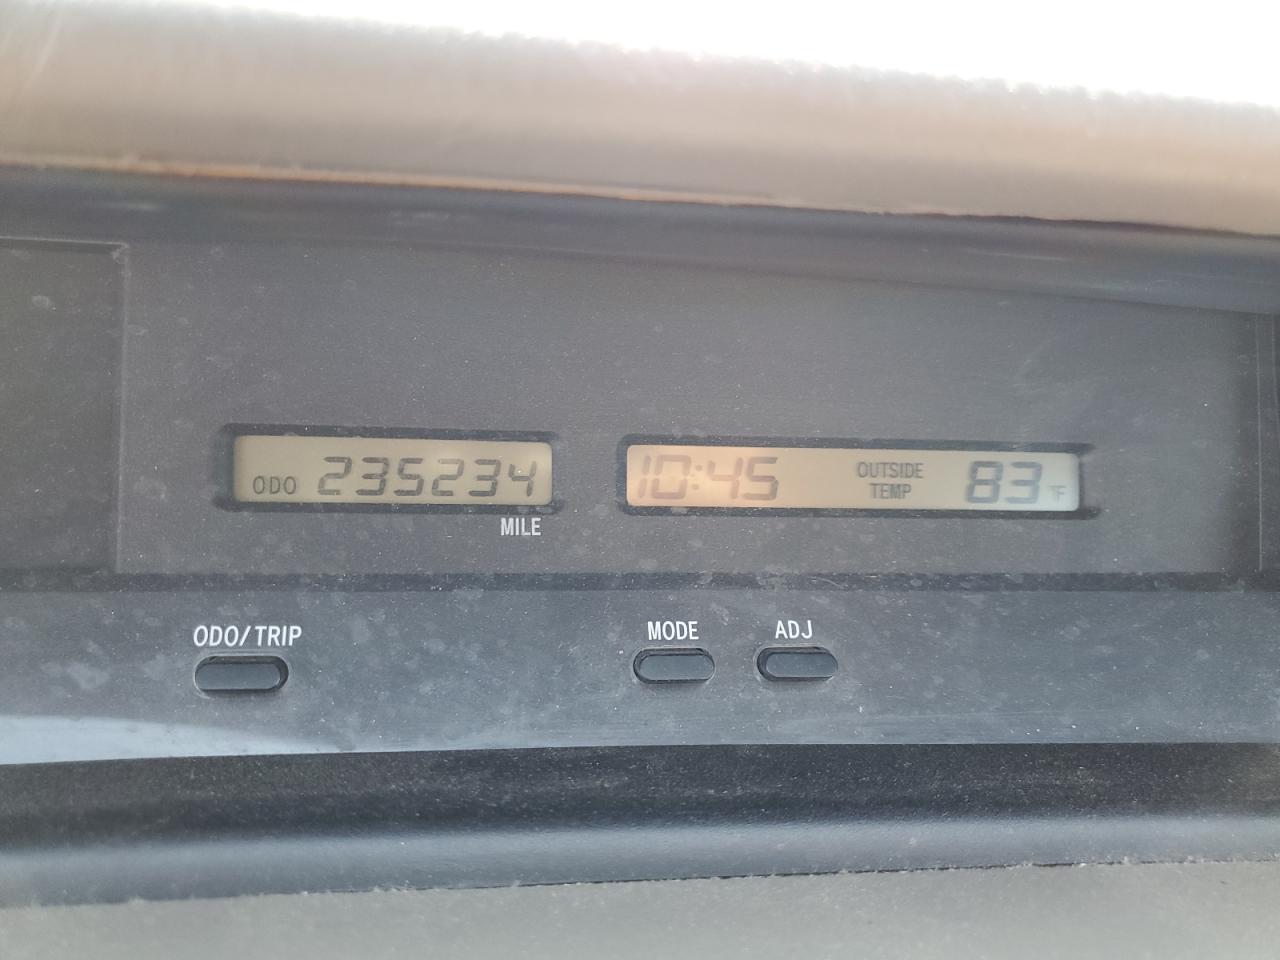 ODO 235234
MILE
10:45 OUTSIDE TEMP 83 °F
ODO/TRIP
MODE
ADJ